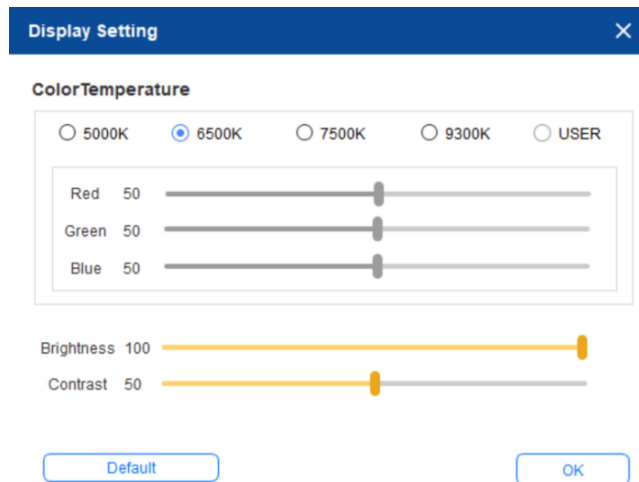 Display Setting
ColorTemperature
5000K 6500K 7500K 9300K USER
Red 50
Green 50
Blue 50
Brightness 100
Contrast 50
Default OK